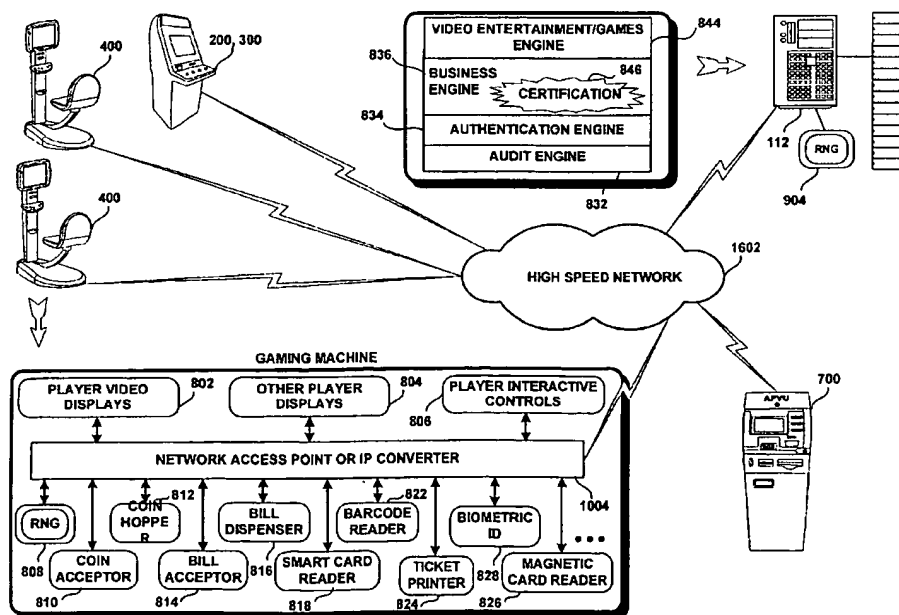 400
200, 300
VIDEO ENTERTAINMENT/GAMES
ENGINE
844
836
BUSINESS
ENGINE
846
CERTIFICATION
834
AUTHENTICATION ENGINE
AUDIT ENGINE
832
112
RNG
904
400
HIGH SPEED NETWORK
1602
GAMING MACHINE
PLAYER VIDEO
DISPLAYS
802
OTHER PLAYER
DISPLAYS
804
PLAYER INTERACTIVE
CONTROLS
806
APVU
700
NETWORK ACCESS POINT OR IP CONVERTER
1004
RNG
808
COIN
HOPPE
R
812
BILL
DISPENSER
816
BARCODE
READER
822
BIOMETRIC
ID
828
COIN
ACCEPTOR
810
BILL
ACCEPTOR
814
SMART CARD
READER
818
TICKET
PRINTER
824
MAGNETIC
CARD READER
826